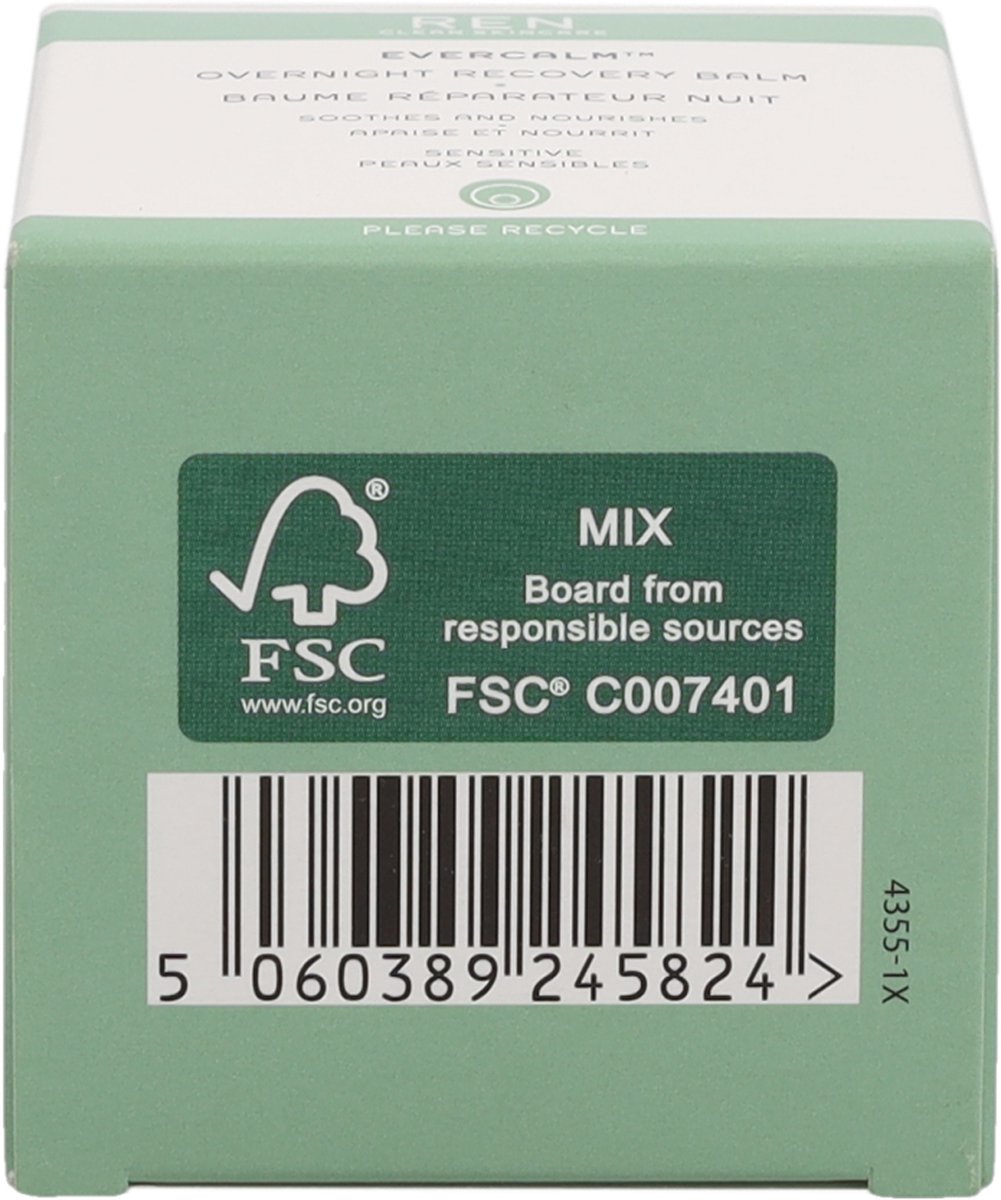 REN
CLEAN SKINCARE
EVERCALM™
OVERNIGHT RECOVERY BALM
BAUME RÉPARATEUR NUIT
SOOTHES AND NOURISHES
APAISE ET NOURRIT
SENSITIVE
PEAUX SENSIBLES
PLEASE RECYCLE
®
FSC
www.fsc.org
MIX
Board from
responsible sources
FSC® C007401
5 060389 245824 >
4355-1X